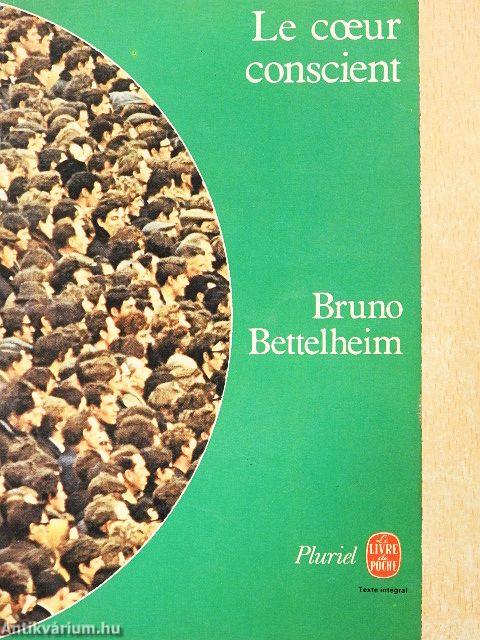 Le cœur
conscient
Bruno
Bettelheim
Pluriel
Le
LIVRE
de
POCHE
Texte intégral
Antikvárium.hu